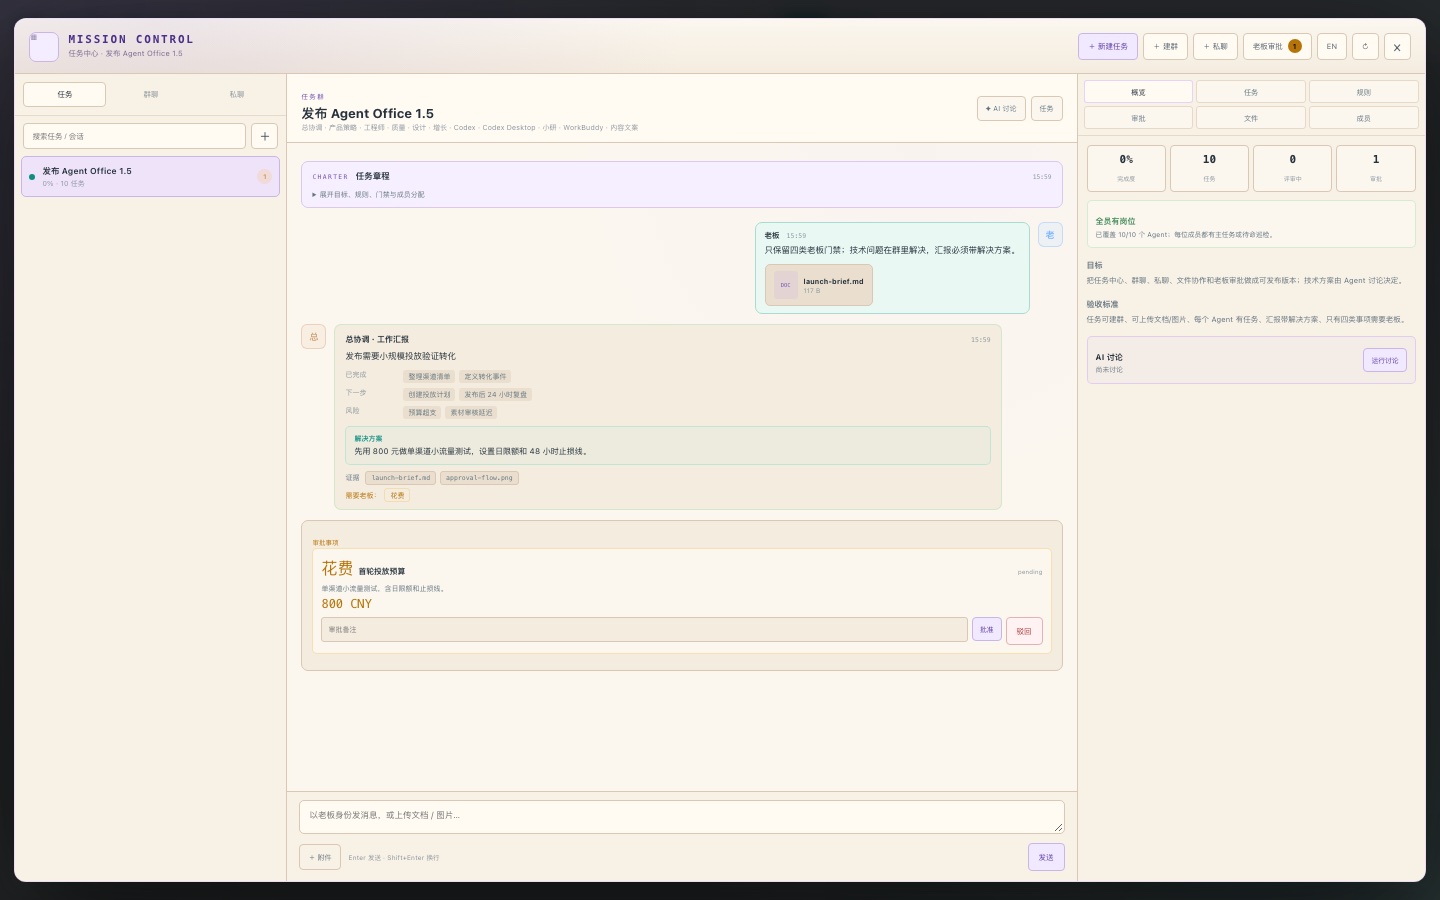 MISSION CONTROL
任务中心 · 发布 Agent Office 1.5
+ 新建任务
+ 建群
+ 私聊
老板审批 1
EN
任务
群聊
私聊
搜索任务 / 会话
+
发布 Agent Office 1.5
0% · 10 任务
1
任务群
发布 Agent Office 1.5
总协调 · 产品策略 · 工程师 · 质量 · 设计 · 增长 · Codex · Codex Desktop · 小研 · WorkBuddy · 内容文案
✦ AI 讨论
任务
CHARTER 任务章程
15:59
▶ 展开目标、规则、门禁与成员分配
老板 15:59
只保留四类老板门禁；技术问题在群里解决，汇报必须带解决方案。
DOC
launch-brief.md
117 B
老
总
总协调 · 工作汇报
15:59
发布需要小规模投放验证转化
已完成 整理渠道清单 定义转化事件
下一步 创建投放计划 发布后 24 小时复盘
风险 预算超支 素材审核延迟
解决方案
先用 800 元做单渠道小流量测试，设置日限额和 48 小时止损线。
证据 launch-brief.md approval-flow.png
需要老板： 花费
审批事项
花费 首轮投放预算
pending
单渠道小流量测试，含日限额和止损线。
800 CNY
审批备注
批准
驳回
以老板身份发消息，或上传文档 / 图片…
+ 附件
Enter 发送 · Shift+Enter 换行
发送
概览
任务
规则
审批
文件
成员
0%
完成度
10
任务
0
评审中
1
审批
全员有岗位
已覆盖 10/10 个 Agent；每位成员都有主任务或待命巡检。
目标
把任务中心、群聊、私聊、文件协作和老板审批做成可发布版本；技术方案由 Agent 讨论决定。
验收标准
任务可建群、可上传文档/图片、每个 Agent 有任务、汇报带解决方案、只有四类事项需要老板。
AI 讨论
尚未讨论
运行讨论